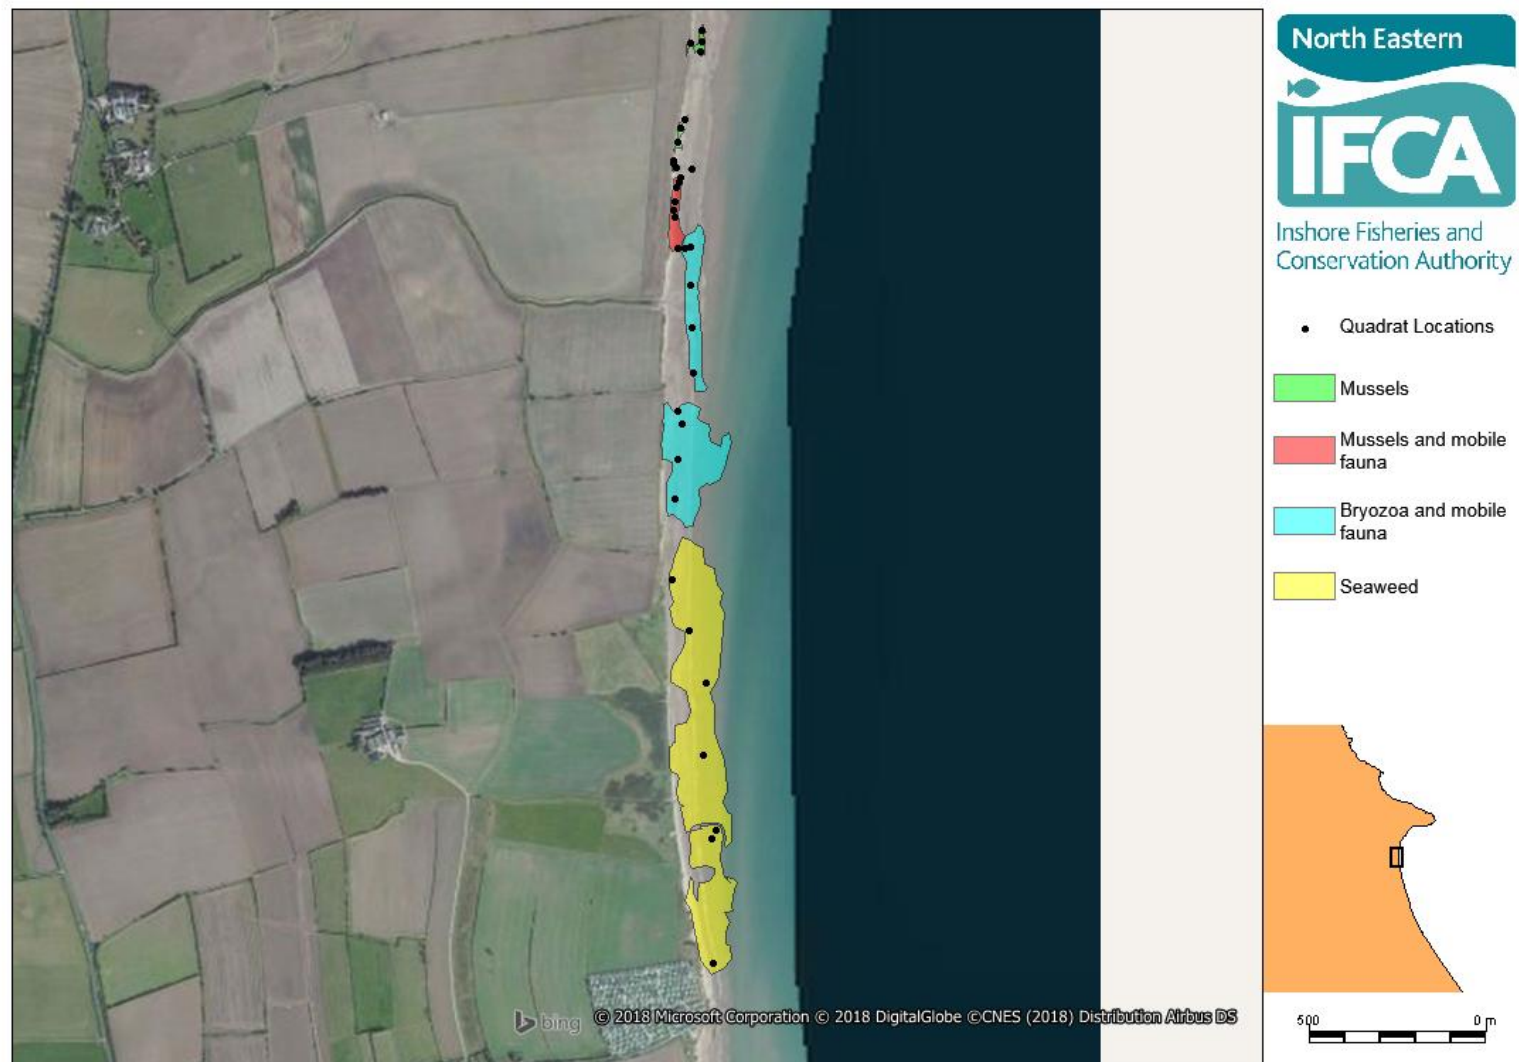 North Eastern
IFCA
Inshore Fisheries and
Conservation Authority
Quadrat Locations
Mussels
Mussels and mobile
fauna
Bryozoa and mobile
fauna
Seaweed
500 0 m
bing © 2018 Microsoft Corporation © 2018 DigitalGlobe ©CNES (2018) Distribution Airbus DS